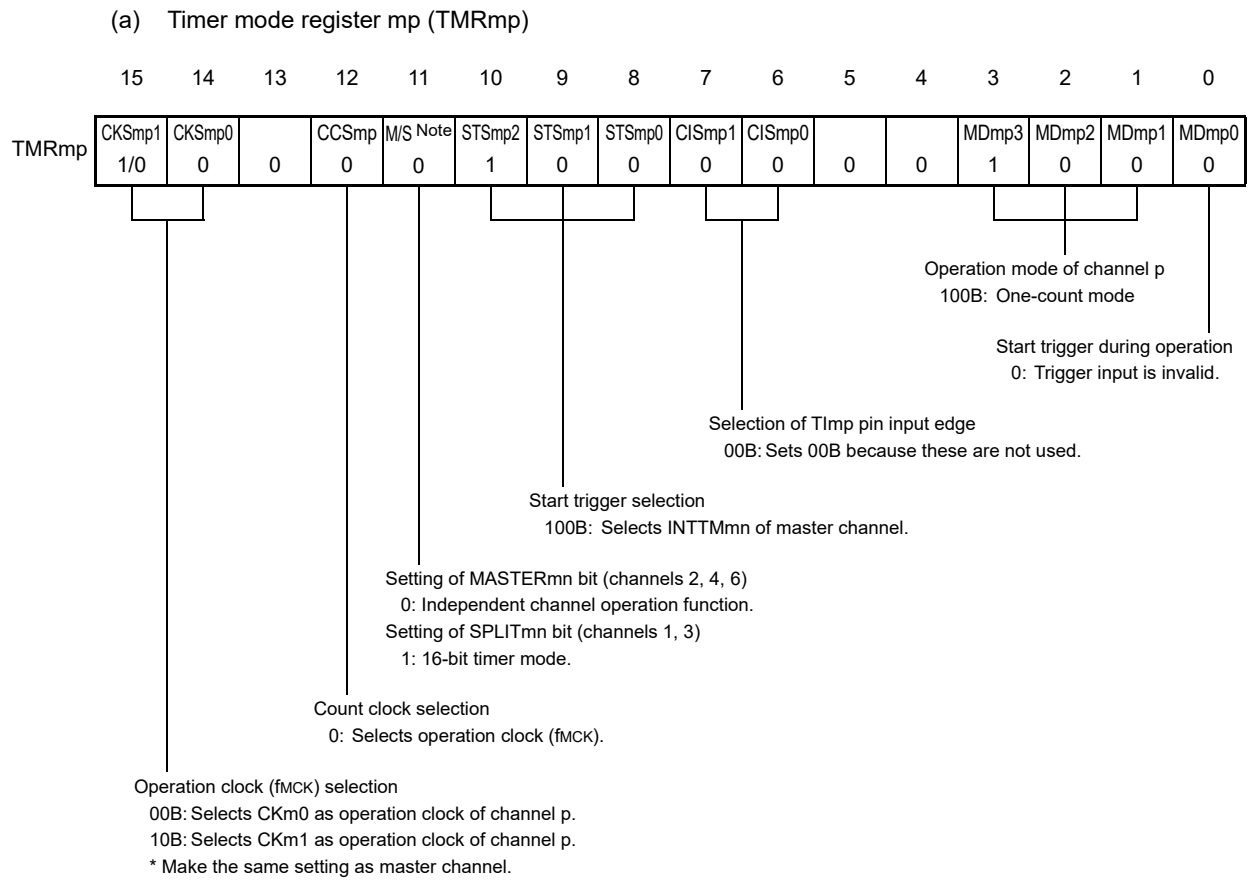 (a) Timer mode register mp (TMRmp)
15 14 13 12 11 10 9 8 7 6 5 4 3 2 1 0
TMRmp
CKSmp1 CKSmp0 CCSmp M/S Note STSmp2 STSmp1 STSmp0 CISmp1 CISmp0 MDmp3 MDmp2 MDmp1 MDmp0
1/0 0 0 0 0 1 0 0 0 0 0 0 1 0 0 0
Operation mode of channel p
100B: One-count mode
Start trigger during operation
0: Trigger input is invalid.
Selection of TImp pin input edge
00B: Sets 00B because these are not used.
Start trigger selection
100B: Selects INTTMmn of master channel.
Setting of MASTERmn bit (channels 2, 4, 6)
0: Independent channel operation function.
Setting of SPLITmn bit (channels 1, 3)
1: 16-bit timer mode.
Count clock selection
0: Selects operation clock (fMCK).
Operation clock (fMCK) selection
00B: Selects CKm0 as operation clock of channel p.
10B: Selects CKm1 as operation clock of channel p.
* Make the same setting as master channel.